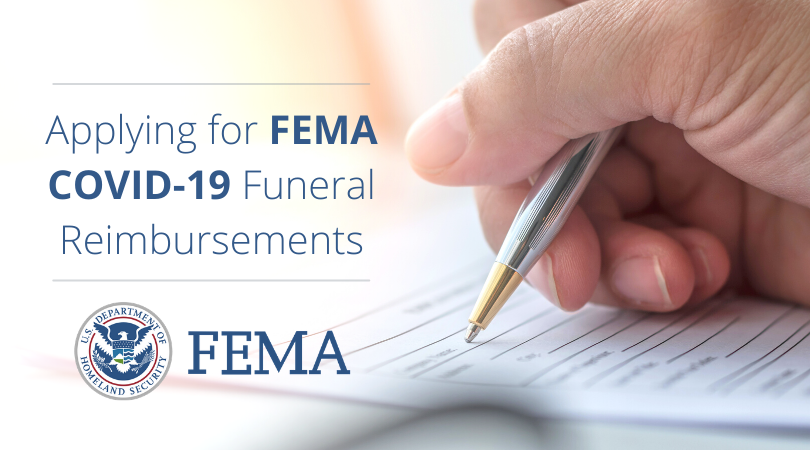 Applying for FEMA
COVID-19 Funeral
Reimbursements
U.S. DEPARTMENT OF
HOMELAND SECURITY
FEMA